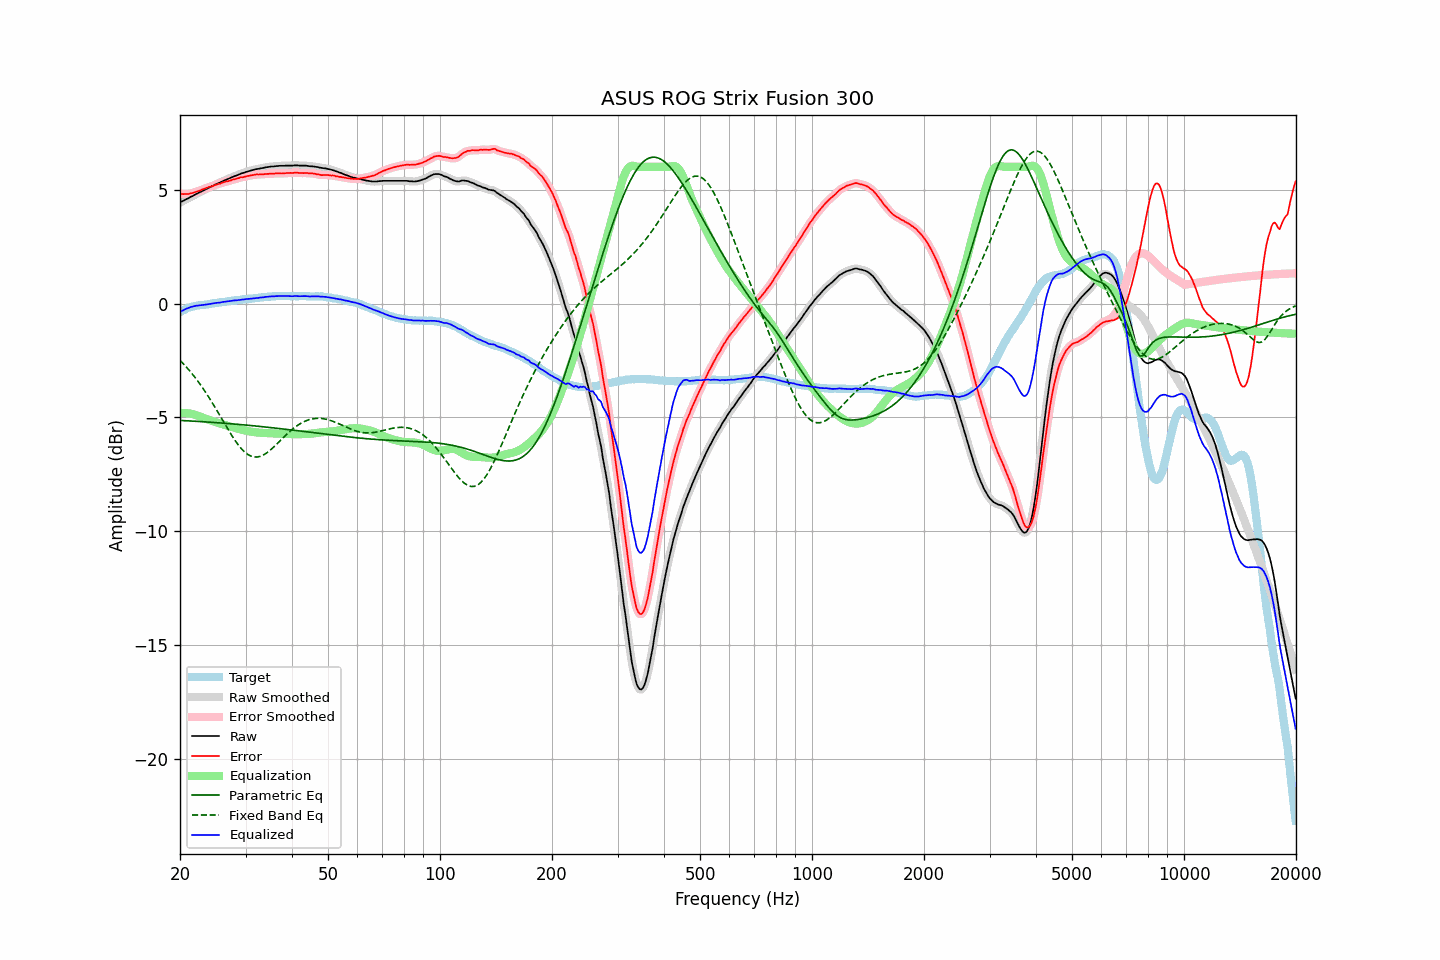 ASUS ROG Strix Fusion 300
Amplitude (dBr)
5
0
−5
−10
−15
−20
Target
Raw Smoothed
Error Smoothed
Raw
Error
Equalization
Parametric Eq
Fixed Band Eq
Equalized
20 50 100 200 500 1000 2000 5000 10000 20000
Frequency (Hz)